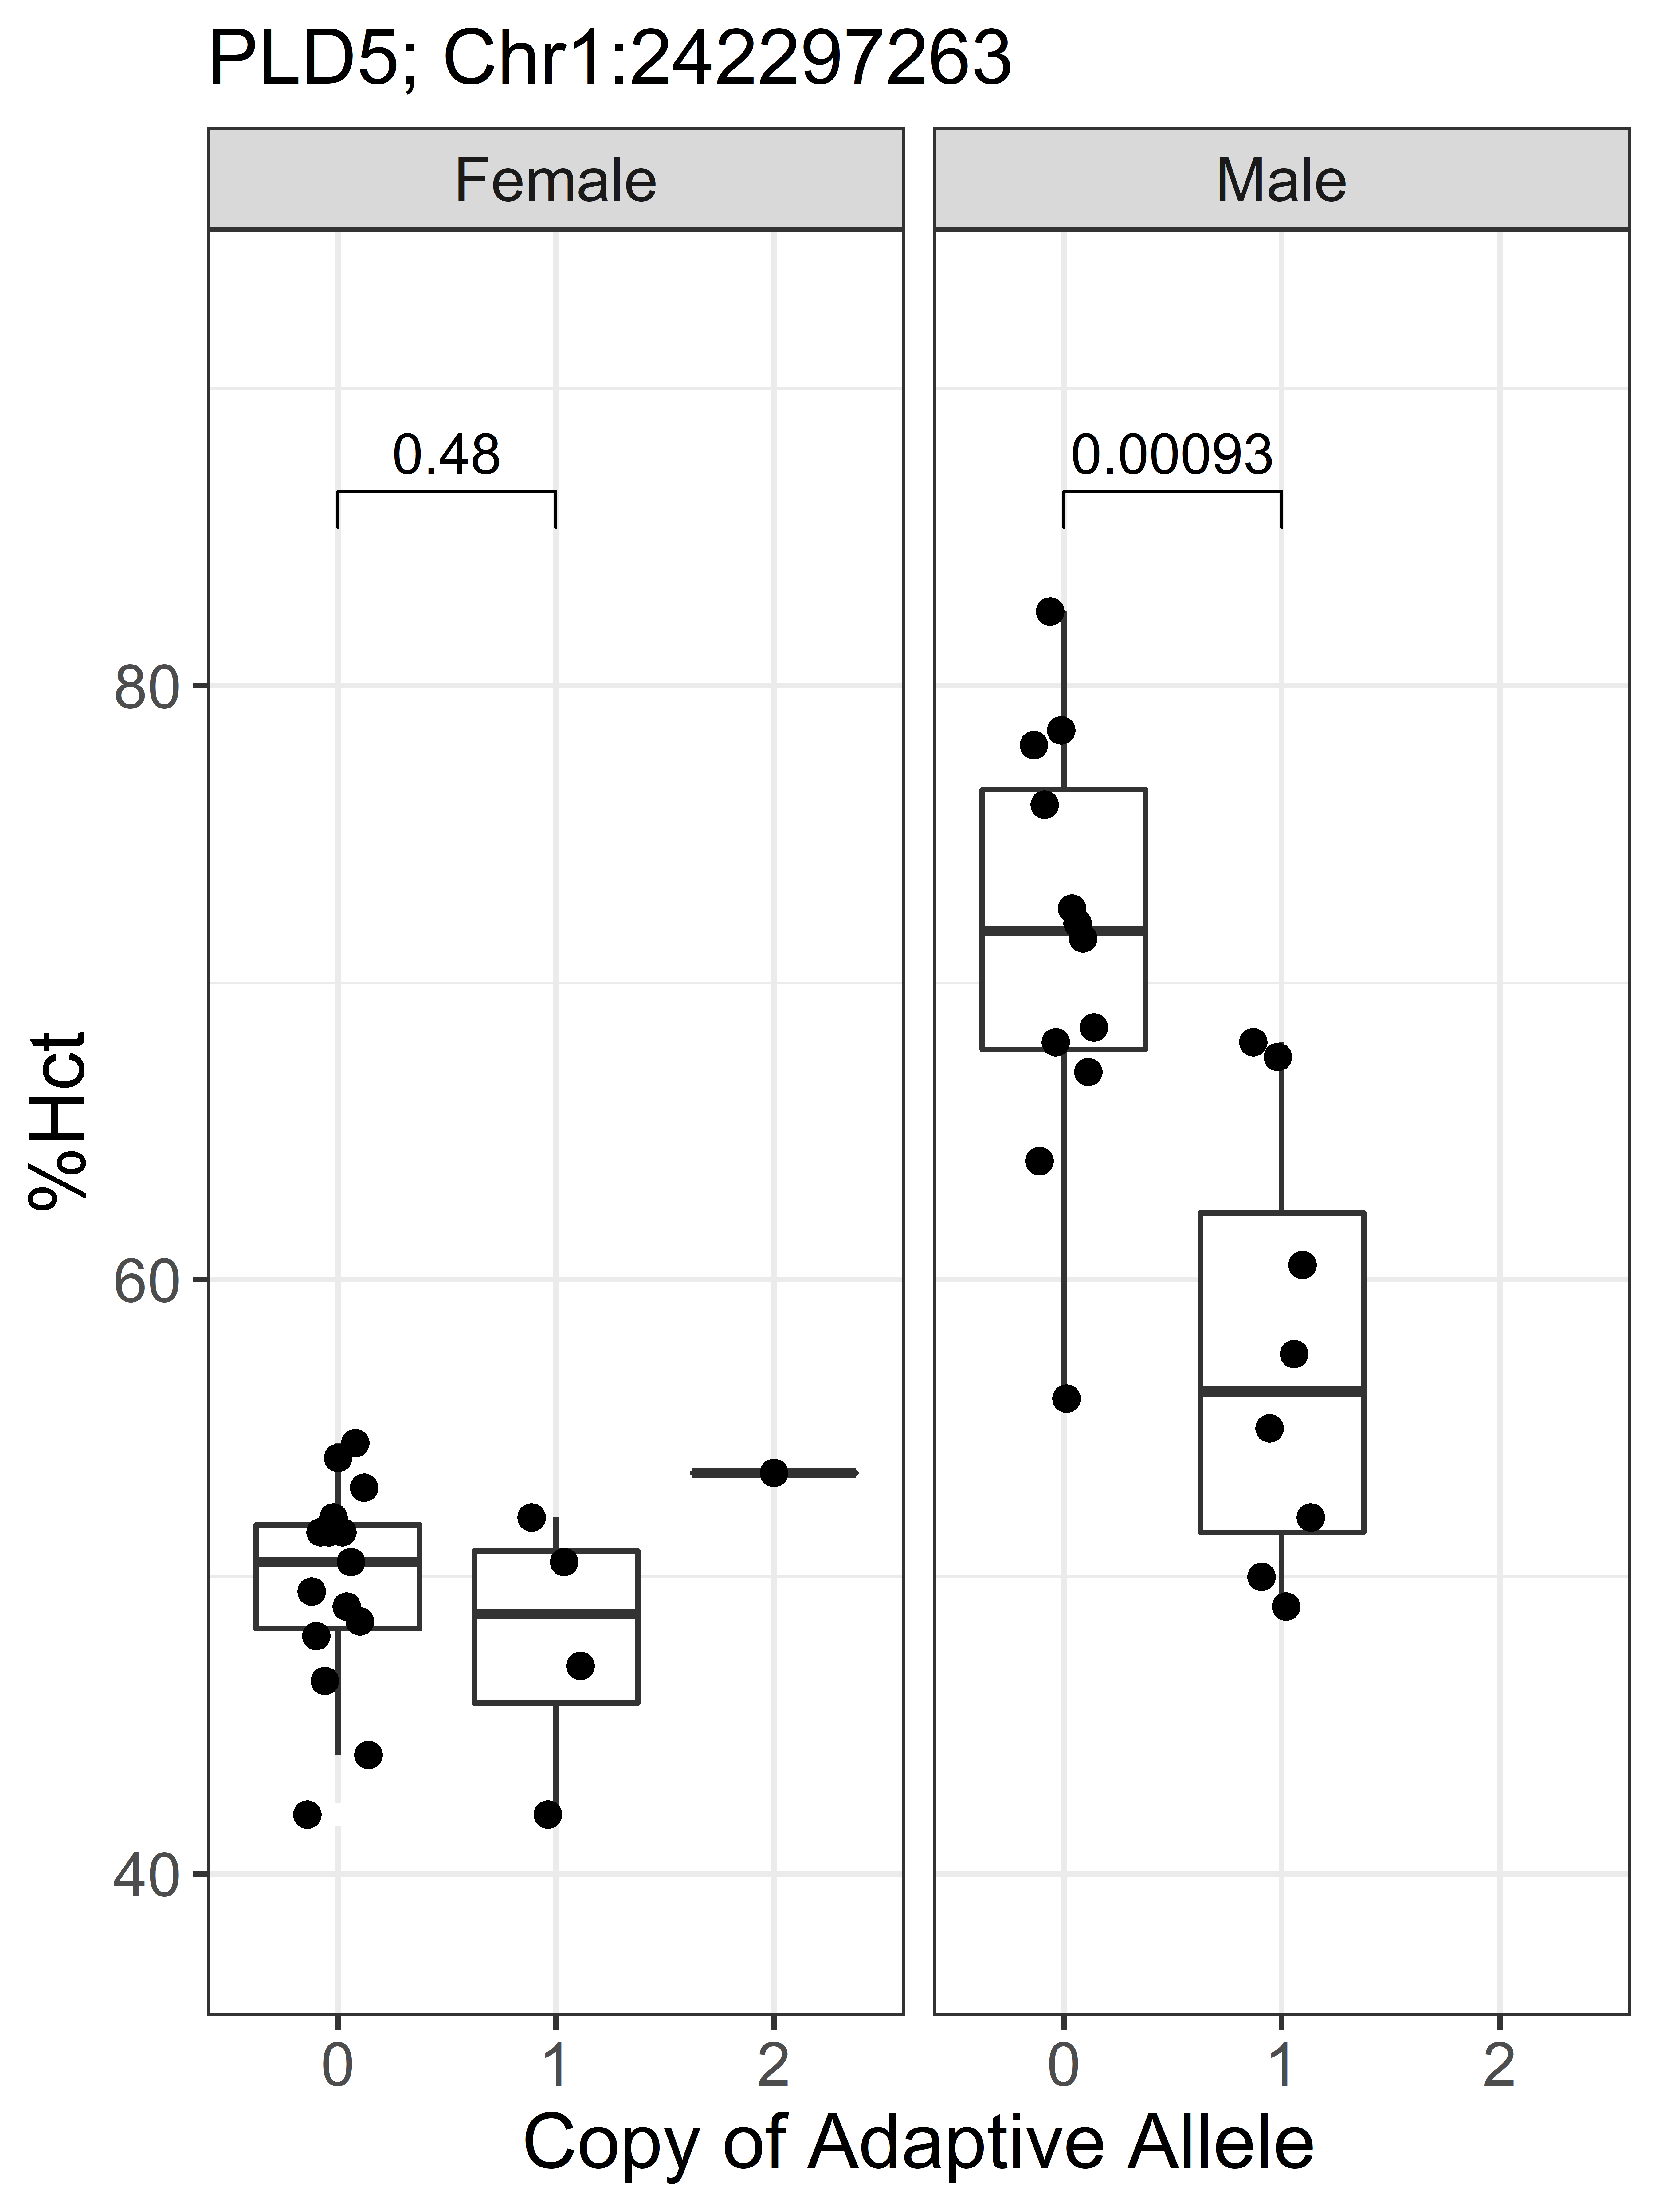 PLD5; Chr1:242297263
Female
Male
0.48
0.00093
80
60
40
%Hct
0 1 2
0 1 2
Copy of Adaptive Allele